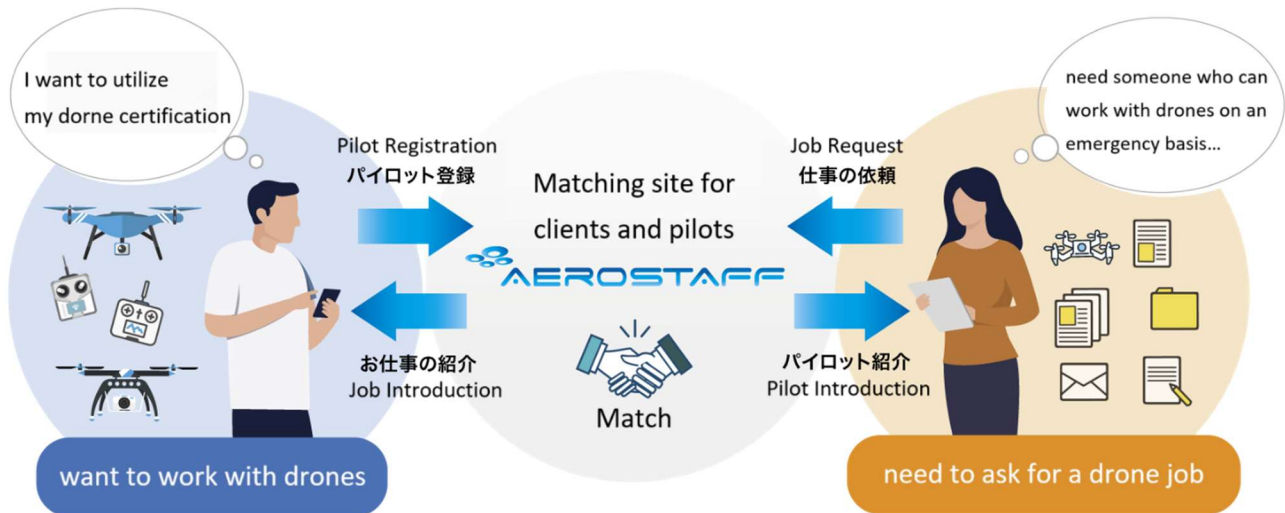 I want to utilize
my dorne certification
need someone who can
work with drones on an
emergency basis...
Pilot Registration
パイロット登録
Matching site for
clients and pilots
AEROSTAFF
Job Request
仕事の依頼
お仕事の紹介
Job Introduction
Match
パイロット紹介
Pilot Introduction
want to work with drones
need to ask for a drone job